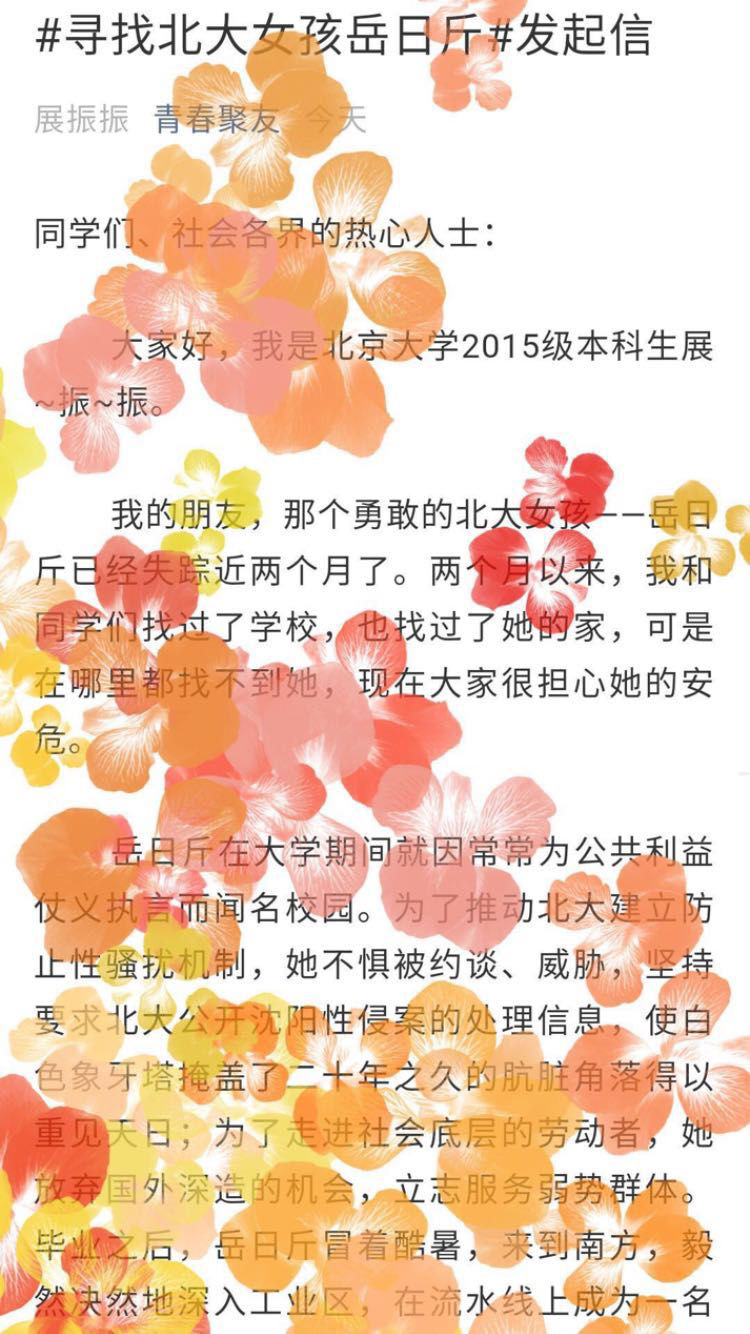 #寻找北大女孩岳日斤#发起信
展振振 青春聚友 今天
同学们、社会各界的热心人士：
大家好，我是北京大学2015级本科生展
~振~振。
我的朋友，那个勇敢的北大女孩——岳日
斤已经失踪近两个月了。两个月以来，我和
同学们找过了学校，也找过了她的家，可是
在哪里都找不到她，现在大家很担心她的安
危。
岳日斤在大学期间就因常常为公共利益
仗义执言而闻名校园。为了推动北大建立防
止性骚扰机制，她不惧被约谈、威胁，坚持
要求北大公开沈阳性侵案的处理信息，使白
色象牙塔掩盖了二十年之久的肮脏角落得以
重见天日；为了走进社会底层的劳动者，她
放弃国外深造的机会，立志服务弱势群体。
毕业之后，岳日斤冒着酷暑，来到南方，毅
然决然地深入工业区，在流水线上成为一名